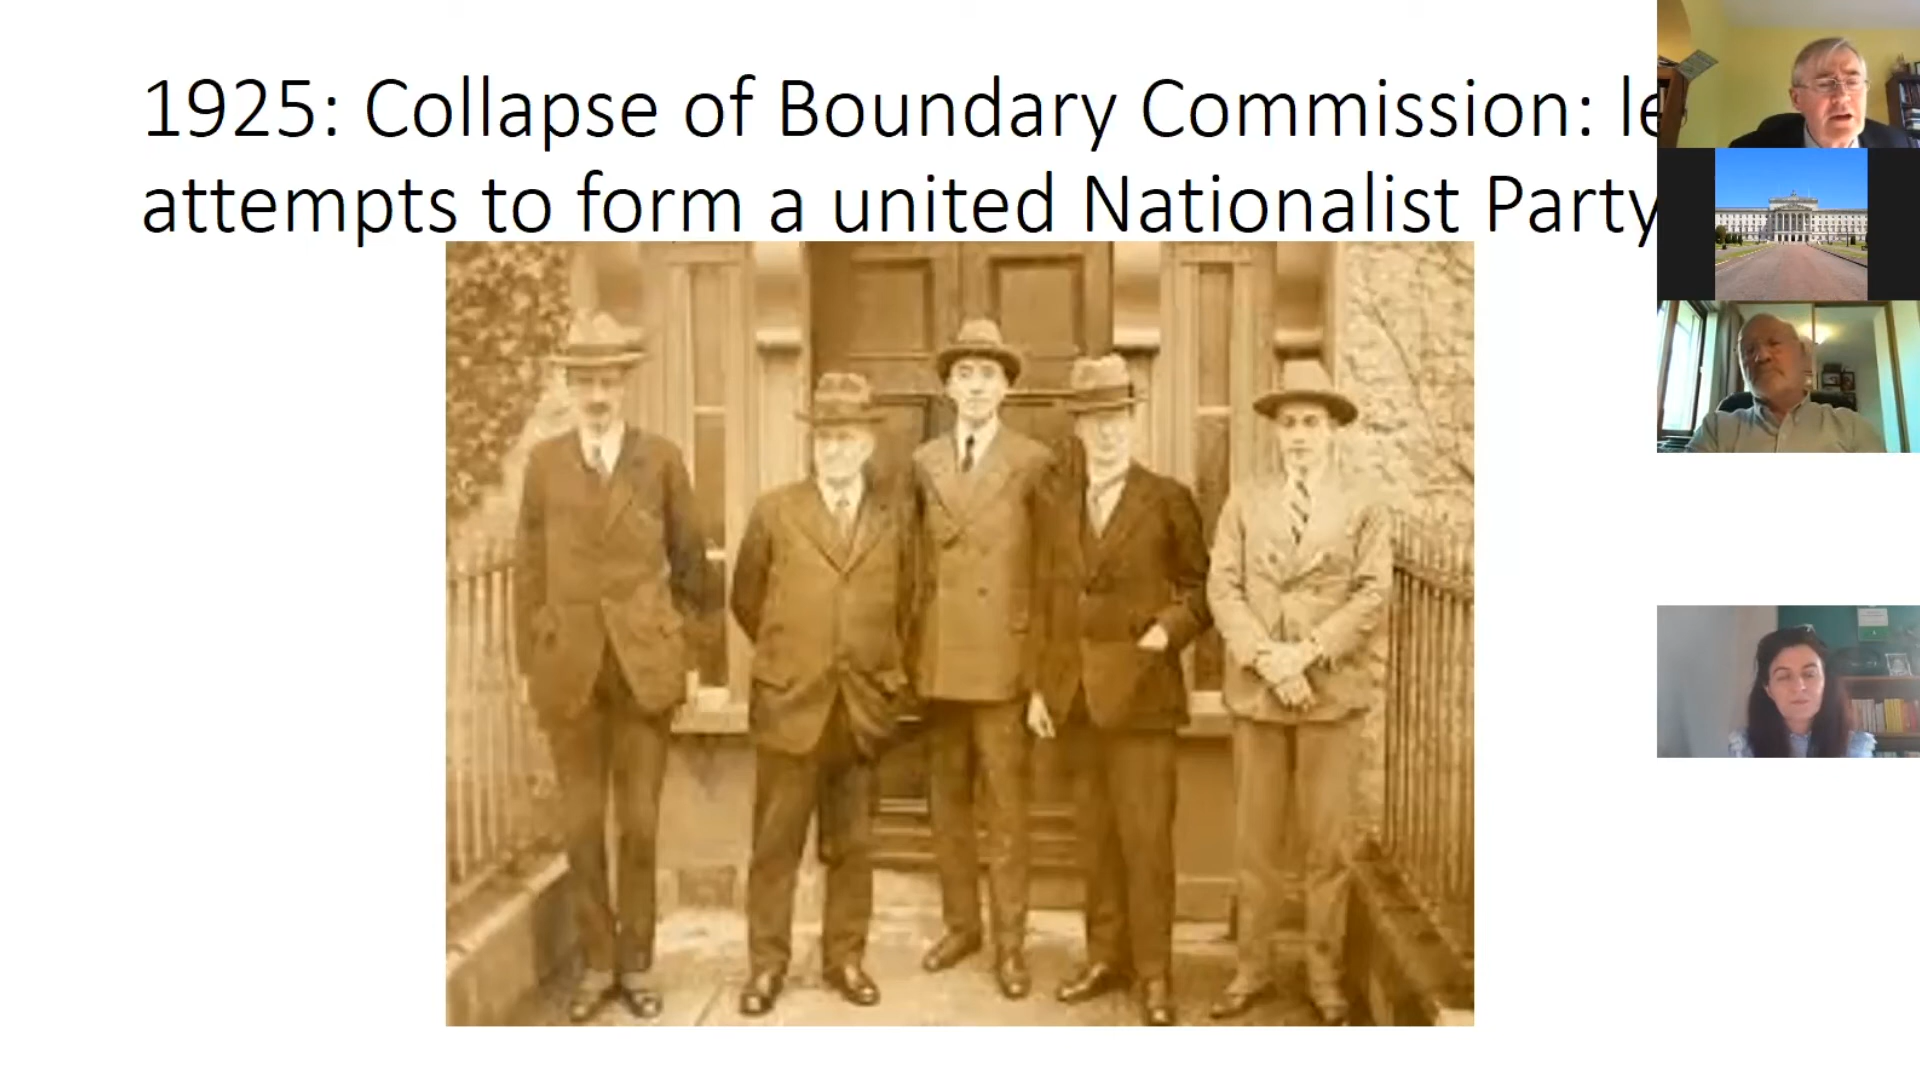 1925: Collapse of Boundary Commission:
attempts to form a united Nationalist Party